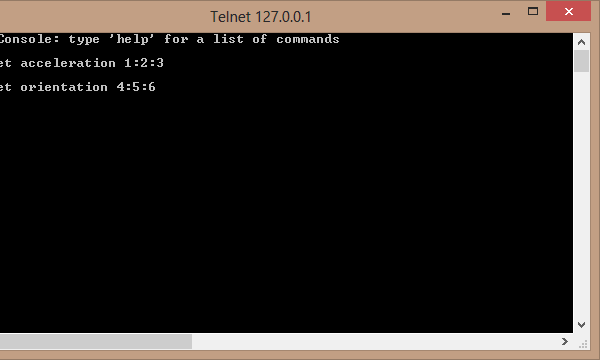 Telnet 127.0.0.1
Console: type 'help' for a list of commands
et acceleration 1:2:3
et orientation 4:5:6